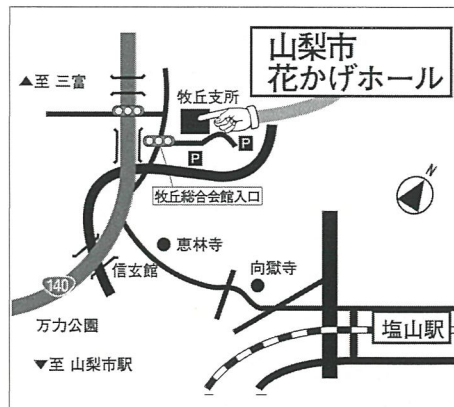 山梨市
花かげホール
▲至 三富
牧丘支所
P
P
牧丘総合会館入口
N
恵林寺
信玄館
向嶽寺
140
万力公園
塩山駅
▼至 山梨市駅